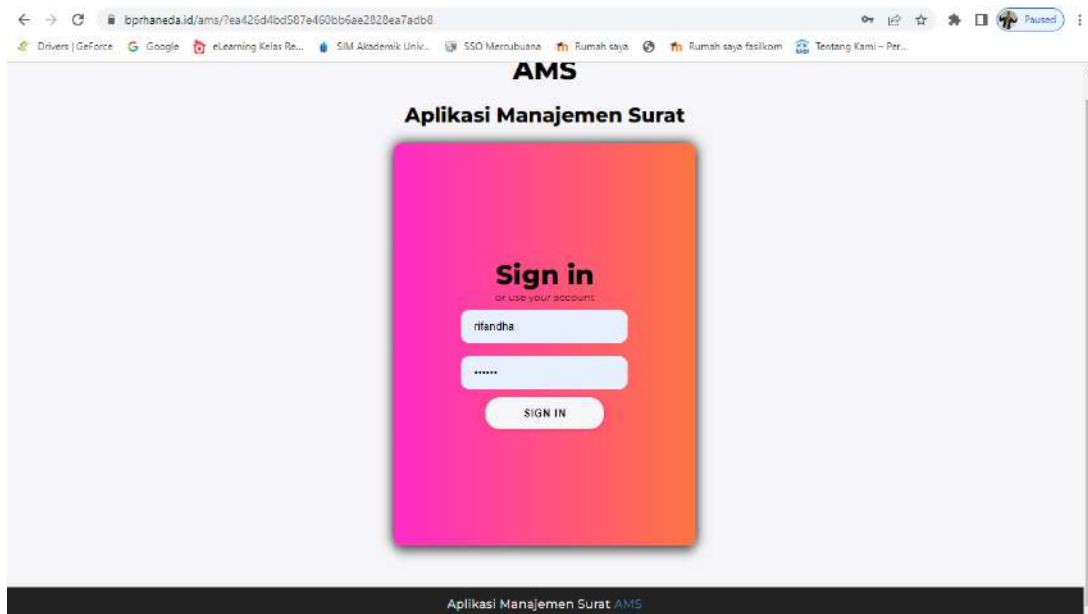 bprhaneda.id/ams/?ea426d4bd587e460bb6ae2828ea7adb8
Paused
Drivers | GeForce
Google
eLearning Kelas Re...
SIM Akademik Univ...
SSO Mercubuana
Rumah saya
Rumah saya fasilkom
Tentang Kami – Per...
AMS
Aplikasi Manajemen Surat
Sign in
or use your account
rifandha
••••••
SIGN IN
Aplikasi Manajemen Surat AMS